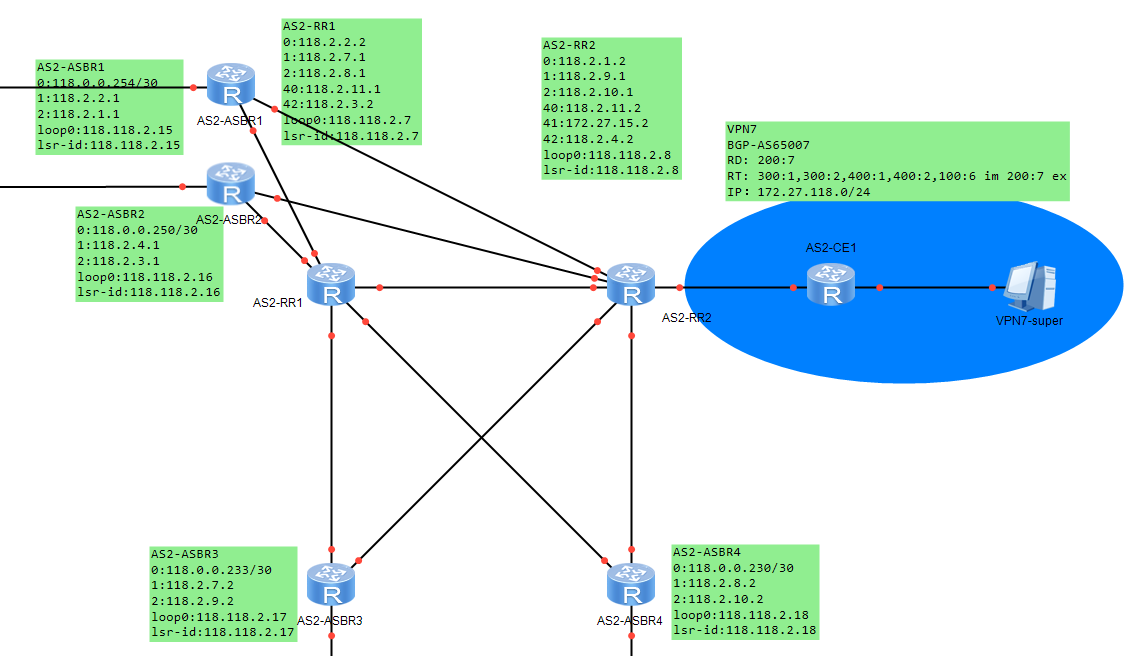 AS2-RR1
0:118.2.2.2
1:118.2.7.1
2:118.2.8.1
40:118.2.11.1
42:118.2.3.2
loop0:118.118.2.7
lsr-id:118.118.2.7
AS2-RR2
0:118.2.1.2
1:118.2.9.1
2:118.2.10.1
40:118.2.11.2
41:172.27.15.2
42:118.2.4.2
loop0:118.118.2.8
lsr-id:118.118.2.8
AS2-ASBR1
0:118.0.0.254/30
1:118.2.2.1
2:118.2.1.1
loop0:118.118.2.15
lsr-id:118.118.2.15
R
AS2-ASBR1
VPN7
BGP-AS65007
RD: 200:7
RT: 300:1,300:2,400:1,400:2,100:6 im 200:7 ex
IP: 172.27.118.0/24
R
AS2-ASBR2
AS2-ASBR2
0:118.0.0.250/30
1:118.2.4.1
2:118.2.3.1
loop0:118.118.2.16
lsr-id:118.118.2.16
R
AS2-RR1
R
AS2-RR2
AS2-CE1
R
VPN7-super
AS2-ASBR3
0:118.0.0.233/30
1:118.2.7.2
2:118.2.9.2
loop0:118.118.2.17
lsr-id:118.118.2.17
R
AS2-ASBR3
R
AS2-ASBR4
AS2-ASBR4
0:118.0.0.230/30
1:118.2.8.2
2:118.2.10.2
loop0:118.118.2.18
lsr-id:118.118.2.18